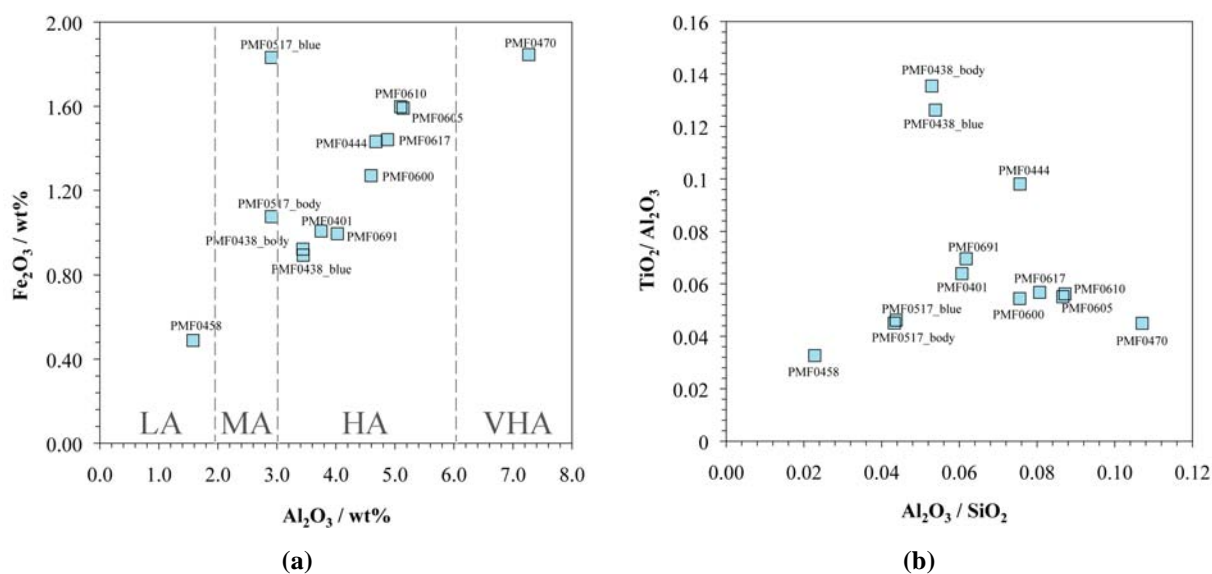 2.00
1.60
1.20
0.80
0.40
0.00
Fe₂O₃ / wt%
PMF0517_blue
PMF0470
PMF0610
PMF0605
PMF0444
PMF0617
PMF0600
PMF0517_body
PMF0401
PMF0438_body
PMF0691
PMF0438_blue
PMF0458
LA MA HA VHA
0.0 1.0 2.0 3.0 4.0 5.0 6.0 7.0 8.0
Al₂O₃ / wt%
(a)
0.16
0.14
0.12
0.1
0.08
0.06
0.04
0.02
0
TiO₂/ Al₂O₃
PMF0438_body
PMF0438_blue
PMF0444
PMF0691
PMF0401
PMF0617
PMF0610
PMF0600
PMF0605
PMF0517_blue
PMF0517_body
PMF0470
PMF0458
0.00 0.02 0.04 0.06 0.08 0.10 0.12
Al₂O₃ / SiO₂
(b)